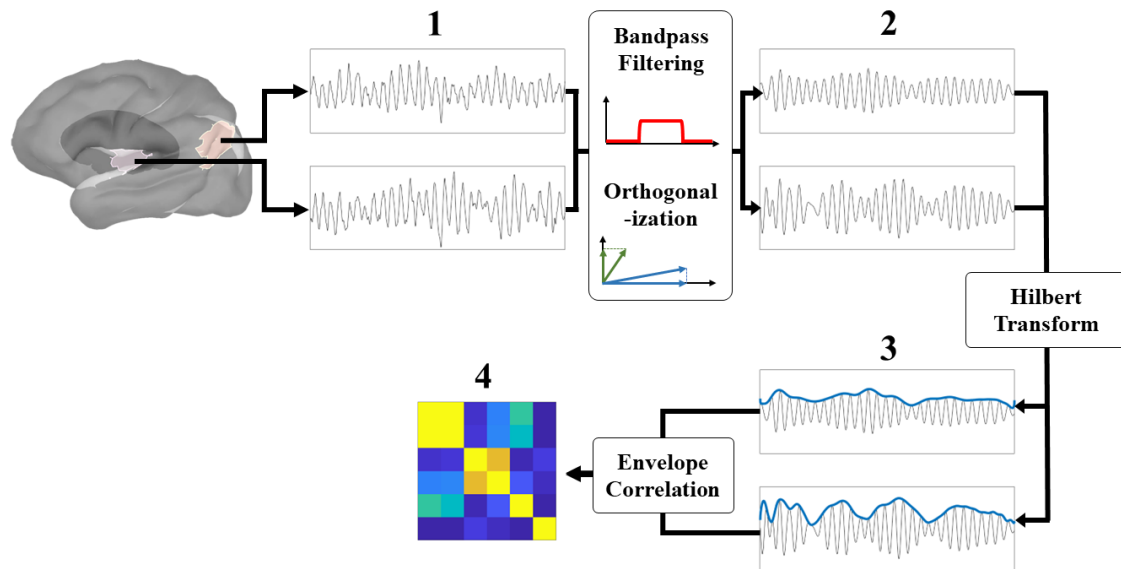 1
Bandpass
Filtering
Orthogonal
-ization
2
Hilbert
Transform
3
Envelope
Correlation
4